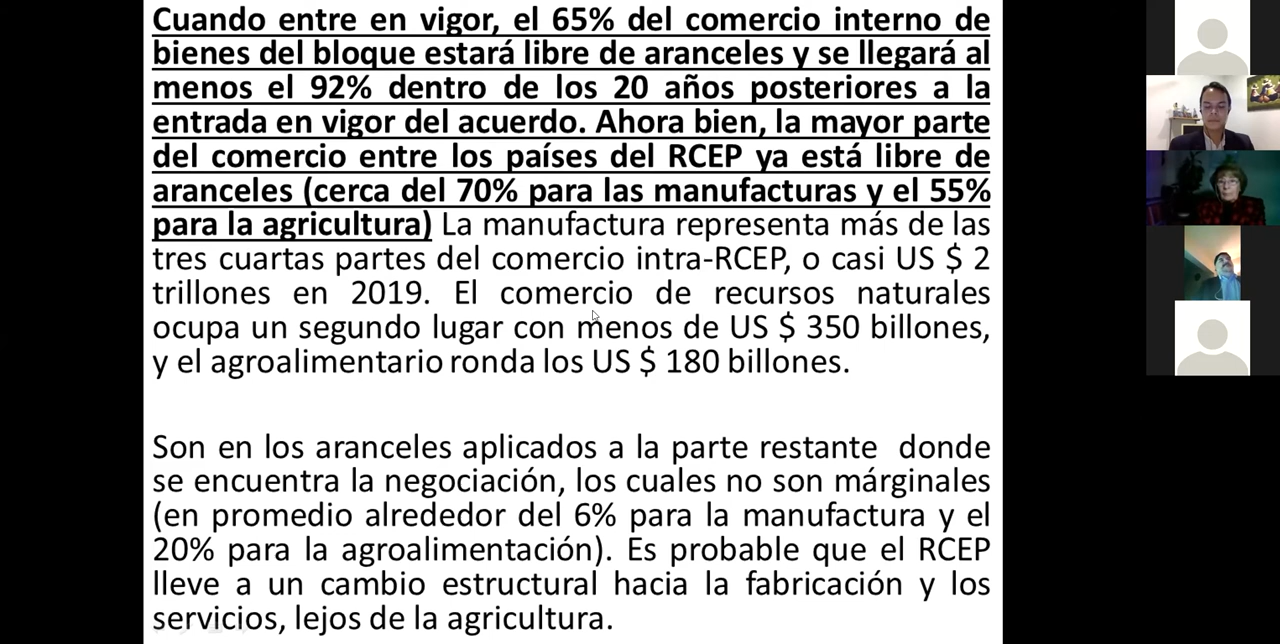 Cuando entre en vigor, el 65% del comercio interno de
bienes del bloque estará libre de aranceles y se llegará al
menos el 92% dentro de los 20 años posteriores a la
entrada en vigor del acuerdo. Ahora bien, la mayor parte
del comercio entre los países del RCEP ya está libre de
aranceles (cerca del 70% para las manufacturas y el 55%
para la agricultura) La manufactura representa más de las
tres cuartas partes del comercio intra-RCEP, o casi US $ 2
trillones en 2019. El comercio de recursos naturales
ocupa un segundo lugar con menos de US $ 350 billones,
y el agroalimentario ronda los US $ 180 billones.
Son en los aranceles aplicados a la parte restante donde
se encuentra la negociación, los cuales no son márginales
(en promedio alrededor del 6% para la manufactura y el
20% para la agroalimentación). Es probable que el RCEP
lleve a un cambio estructural hacia la fabricación y los
servicios, lejos de la agricultura.